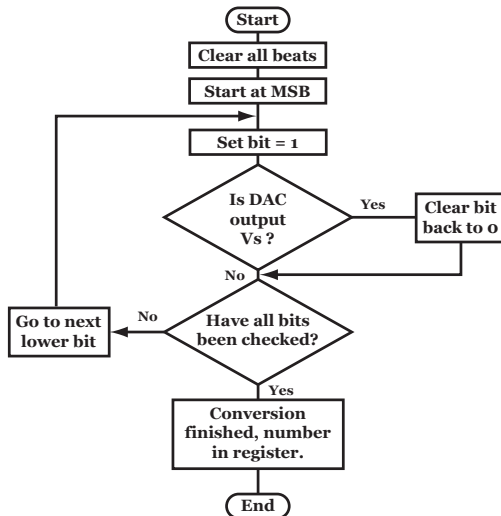 Start
Clear all beats
Start at MSB
Set bit = 1
Is DAC
output
Vs ?
Yes
Clear bit
back to 0
No
Have all bits
been checked?
No
Go to next
lower bit
Yes
Conversion
finished, number
in register.
End